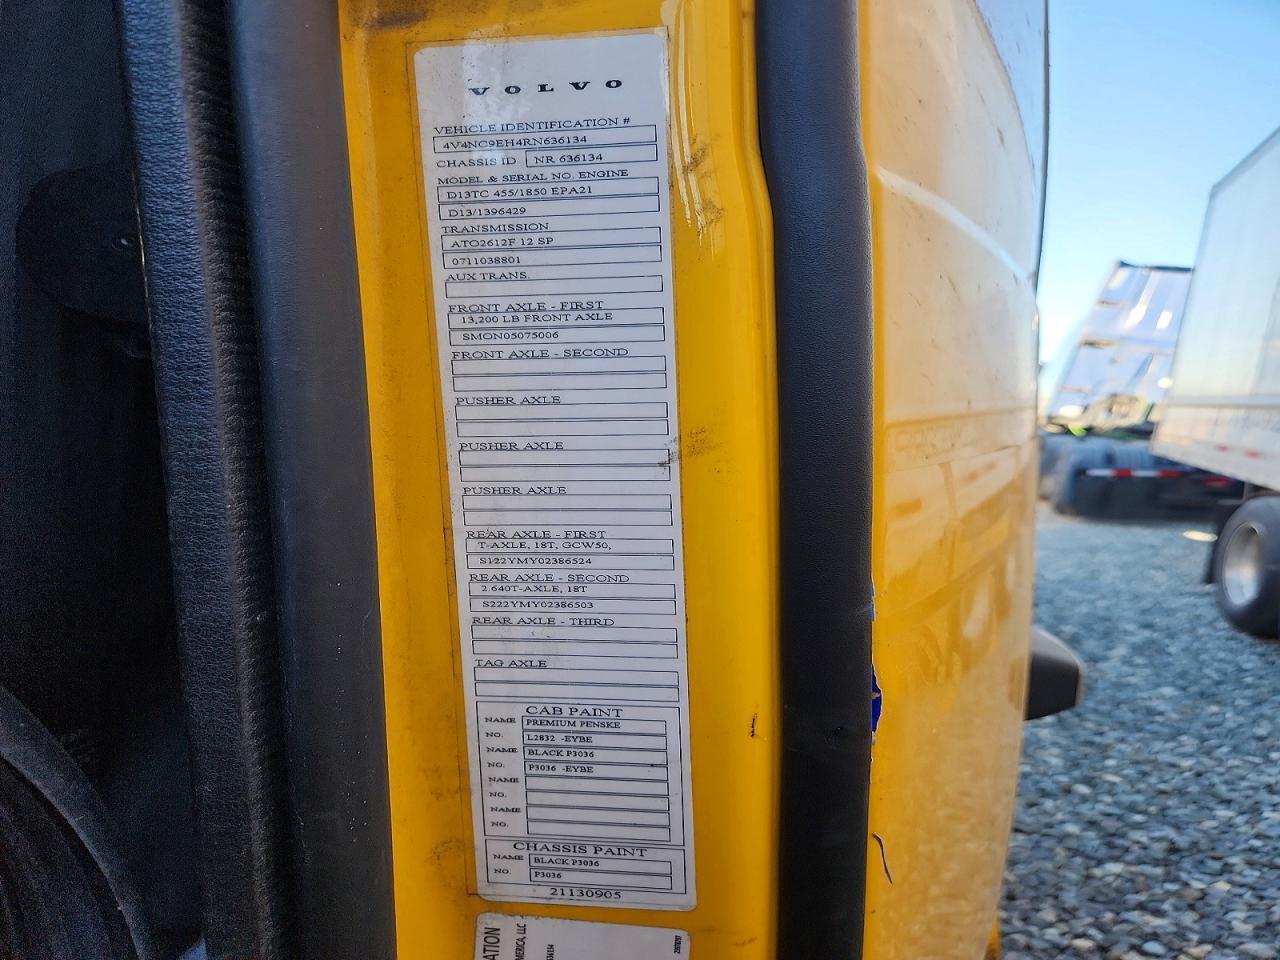 VOLVO
VEHICLE IDENTIFICATION #
4V4NC9EH4RN636134
CHASSIS ID NR 636134
MODEL & SERIAL NO. ENGINE
D13TC 455/1850 EPA21
D13/1396429
TRANSMISSION
ATO2612F 12 SP
0711038801
AUX TRANS.
FRONT AXLE - FIRST
13,200 LB FRONT AXLE
SMON05075006
FRONT AXLE - SECOND
PUSHER AXLE
PUSHER AXLE
PUSHER AXLE
REAR AXLE - FIRST
T-AXLE, 18T, GCW50,
S122YMY02386524
REAR AXLE - SECOND
2.640T-AXLE, 18T
S222YMY02386503
REAR AXLE - THIRD
TAG AXLE
CAB PAINT
NAME PREMIUM PENSKE
NO. L2832 -EYBE
NAME BLACK P3036
NO. P3036 -EYBE
NAME
NO.
NAME
NO.
CHASSIS PAINT
NAME BLACK P3036
NO. P3036
21130905